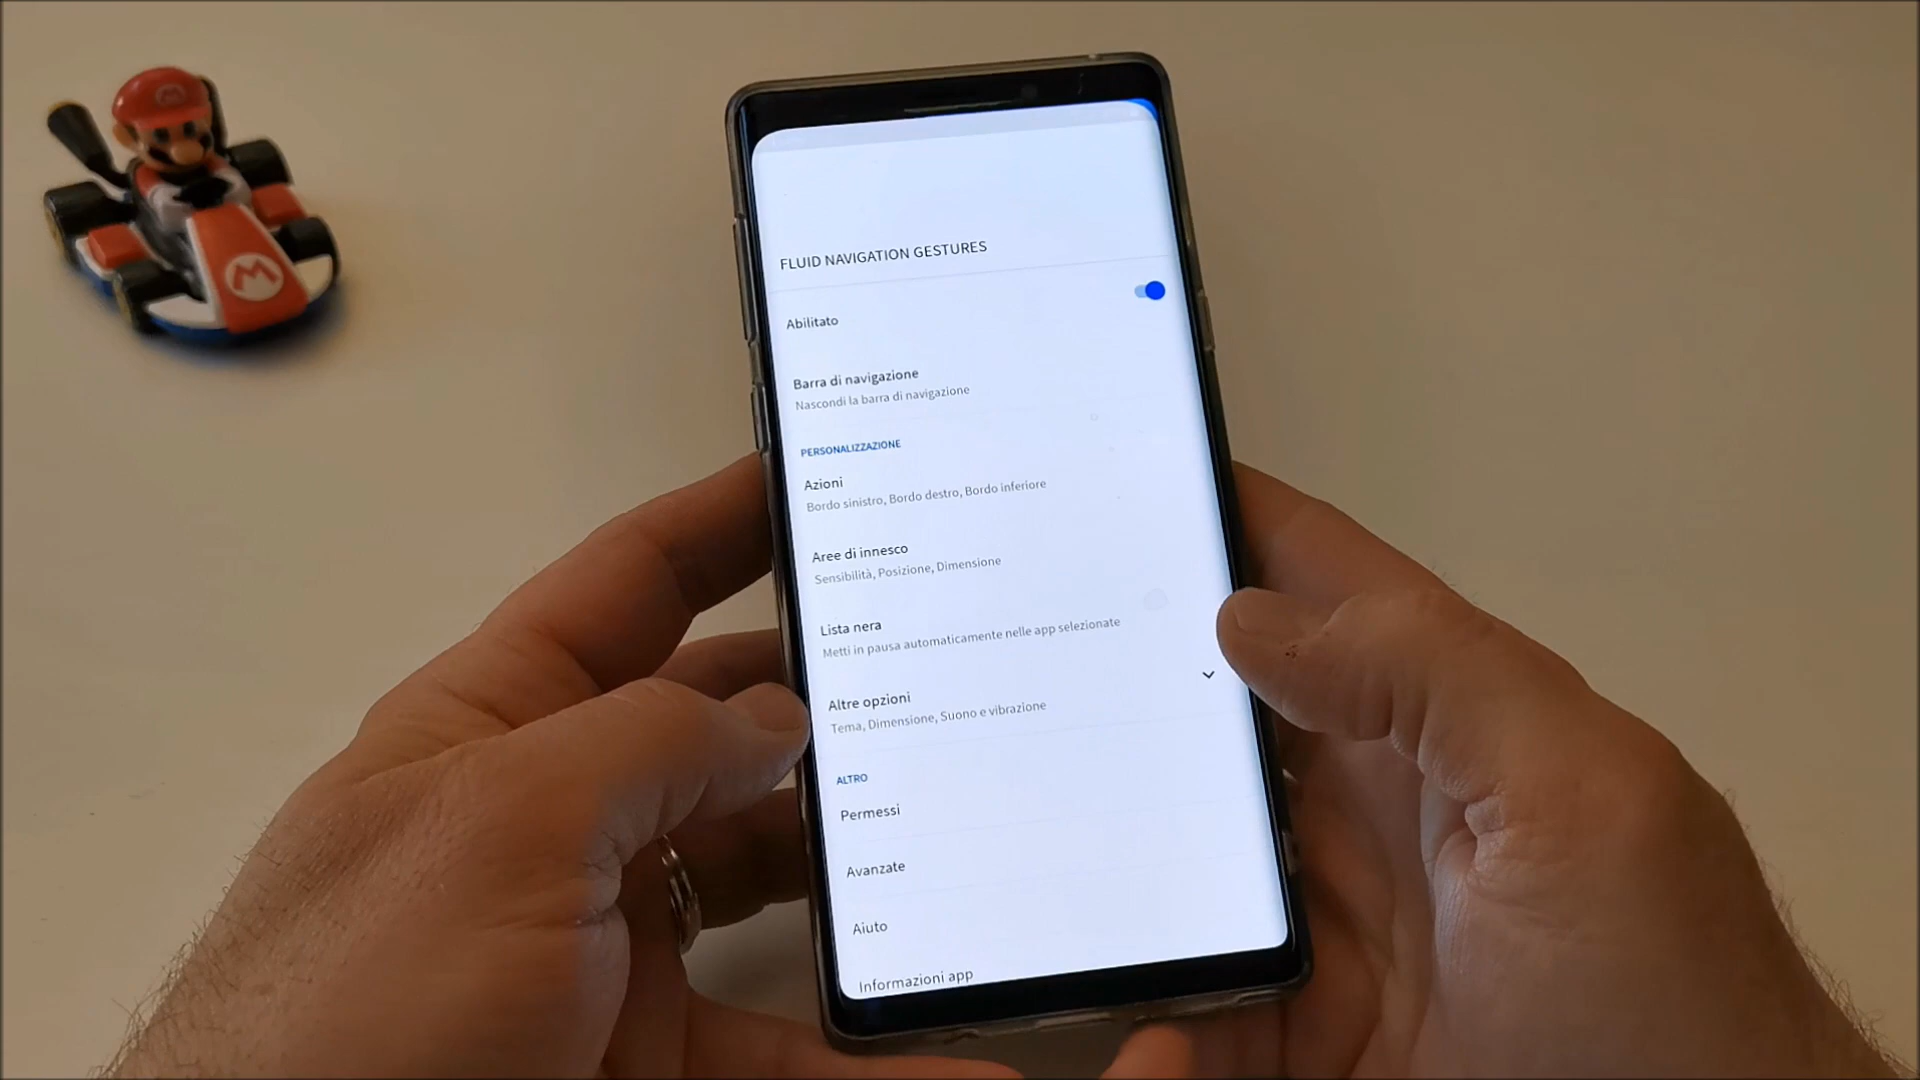 FLUID NAVIGATION GESTURES
Abilitato
Barra di navigazione
Nascondi la barra di navigazione
PERSONALIZZAZIONE
Azioni
Bordo sinistro, Bordo destro, Bordo inferiore
Aree di innesco
Sensibilità, Posizione, Dimensione
Lista nera
Metti in pausa automaticamente nelle app selezionate
Altre opzioni
Tema, Dimensione, Suono e vibrazione
ALTRO
Permessi
Avanzate
Aiuto
Informazioni app
M
M